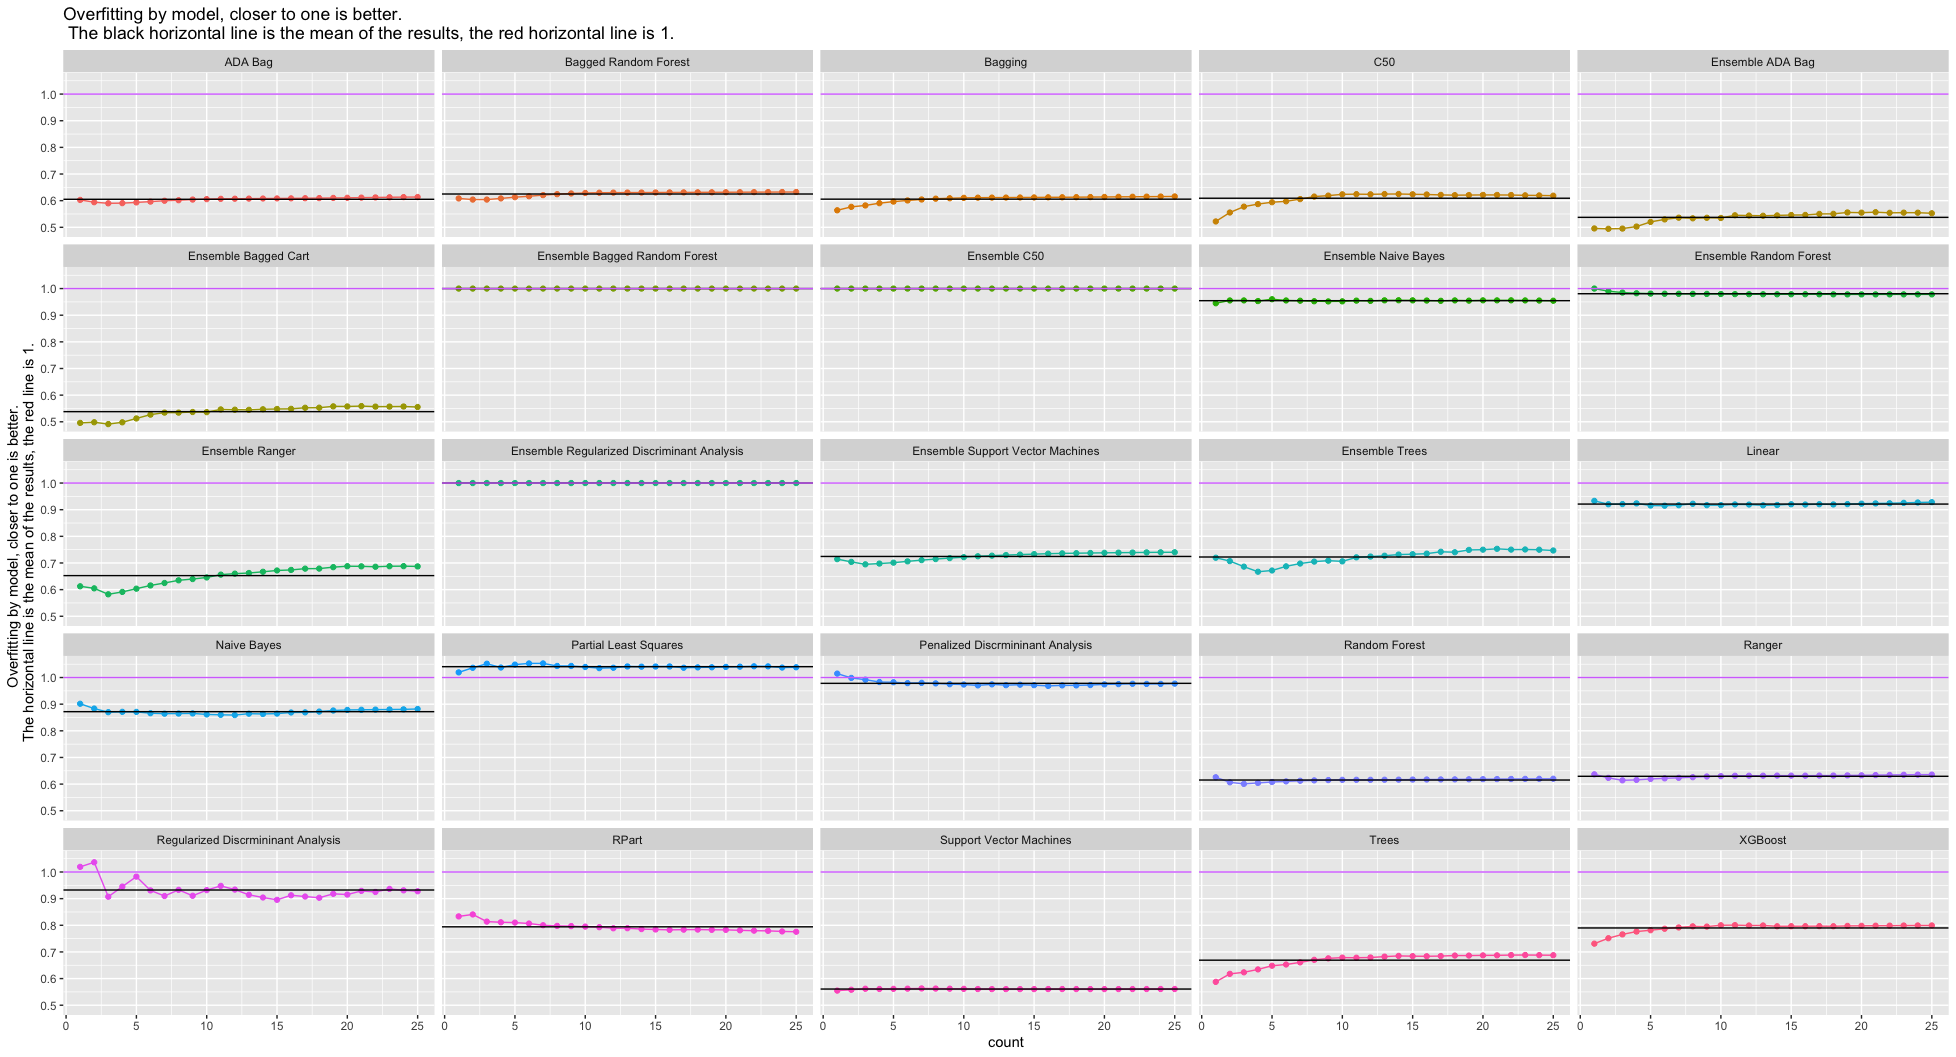 Overfitting by model, closer to one is better.
The black horizontal line is the mean of the results, the red horizontal line is 1.
ADA Bag
Bagged Random Forest
Bagging
C50
Ensemble ADA Bag
1.0
0.9
0.8
0.7
0.6
0.5
Ensemble Bagged Cart
Ensemble Bagged Random Forest
Ensemble C50
Ensemble Naive Bayes
Ensemble Random Forest
1.0
0.9
0.8
0.7
0.6
0.5
Ensemble Ranger
Ensemble Regularized Discriminant Analysis
Ensemble Support Vector Machines
Ensemble Trees
Linear
1.0
0.9
0.8
0.7
0.6
0.5
Naive Bayes
Partial Least Squares
Penalized Discrmininant Analysis
Random Forest
Ranger
1.0
0.9
0.8
0.7
0.6
0.5
Regularized Discrmininant Analysis
RPart
Support Vector Machines
Trees
XGBoost
1.0
0.9
0.8
0.7
0.6
0.5
0 5 10 15 20 25
0 5 10 15 20 25
0 5 10 15 20 25
0 5 10 15 20 25
0 5 10 15 20 25
count
Overfitting by model, closer to one is better.
The horizontal line is the mean of the results, the red line is 1.